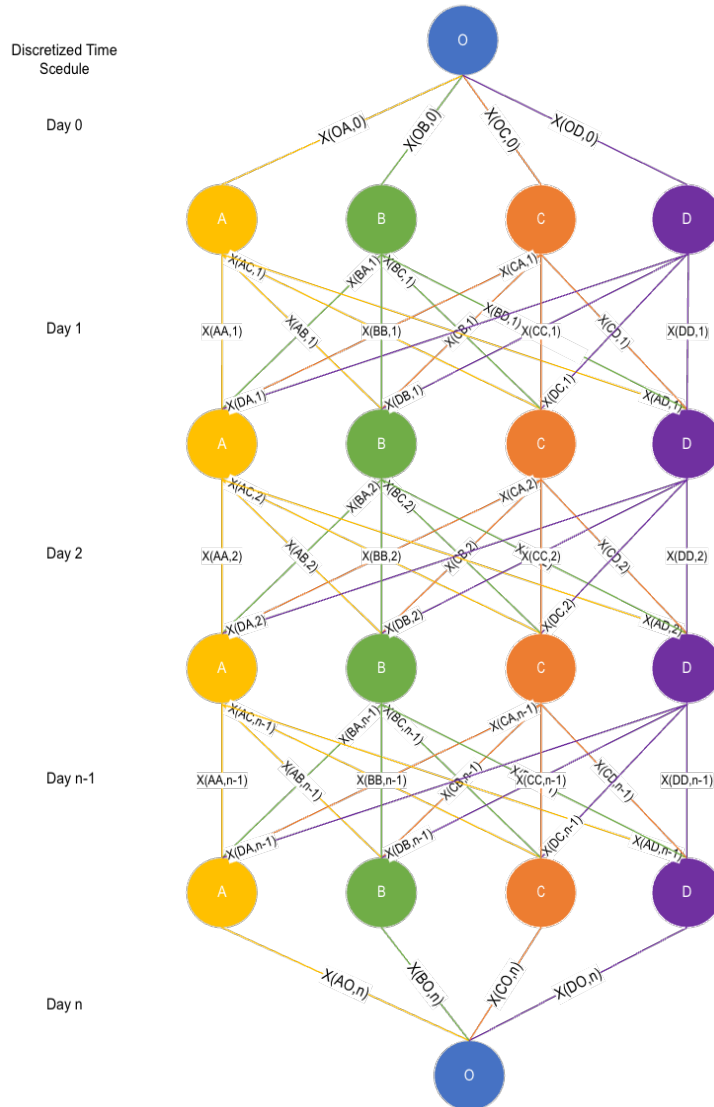 O
Discretized Time
Scedule
Day 0
X(OA,0)
X(OB,0)
X(OC,0)
X(OD,0)
A
B
C
D
X(AC,1)
X(BA,1)
X(BC,1)
X(CA,1)
Day 1
X(AA,1)
X(AB,1)
X(BB,1)
X(CB,1)
X(BD,1)
X(CC,1)
X(CD,1)
X(DD,1)
X(DA,1)
X(DB,1)
X(DC,1)
X(AD,1)
A
B
C
D
X(AC,2)
X(BA,2)
X(BC,2)
X(CA,2)
Day 2
X(AA,2)
X(AB,2)
X(BB,2)
X(CB,2)
X(CC,2)
X(CD,2)
X(DD,2)
X(DA,2)
X(DB,2)
X(DC,2)
X(AD,2)
A
B
C
D
X(AC,n-1)
X(BA,n-1)
X(BC,n-1)
X(CA,n-1)
Day n-1
X(AA,n-1)
X(AB,n-1)
X(BB,n-1)
X(CB,n-1)
X(CC,n-1)
X(CD,n-1)
X(DD,n-1)
X(DA,n-1)
X(DB,n-1)
X(DC,n-1)
X(AD,n-1)
A
B
C
D
Day n
X(AO,n)
X(BO,n)
X(CO,n)
X(DO,n)
O